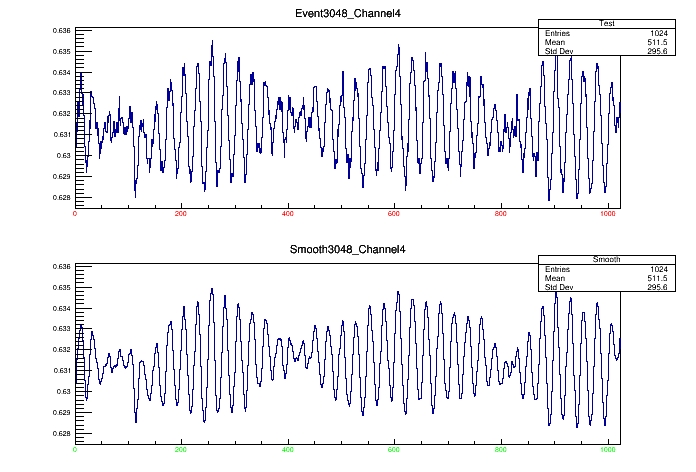 Event3048_Channel4
Test
Entries 1024
Mean 511.5
Std Dev 295.6
0.636
0.635
0.634
0.633
0.632
0.631
0.63
0.629
0.628
0 200 400 600 800 1000
Smooth3048_Channel4
Smooth
Entries 1024
Mean 511.5
Std Dev 295.6
0.636
0.635
0.634
0.633
0.632
0.631
0.63
0.629
0.628
0 200 400 600 800 1000